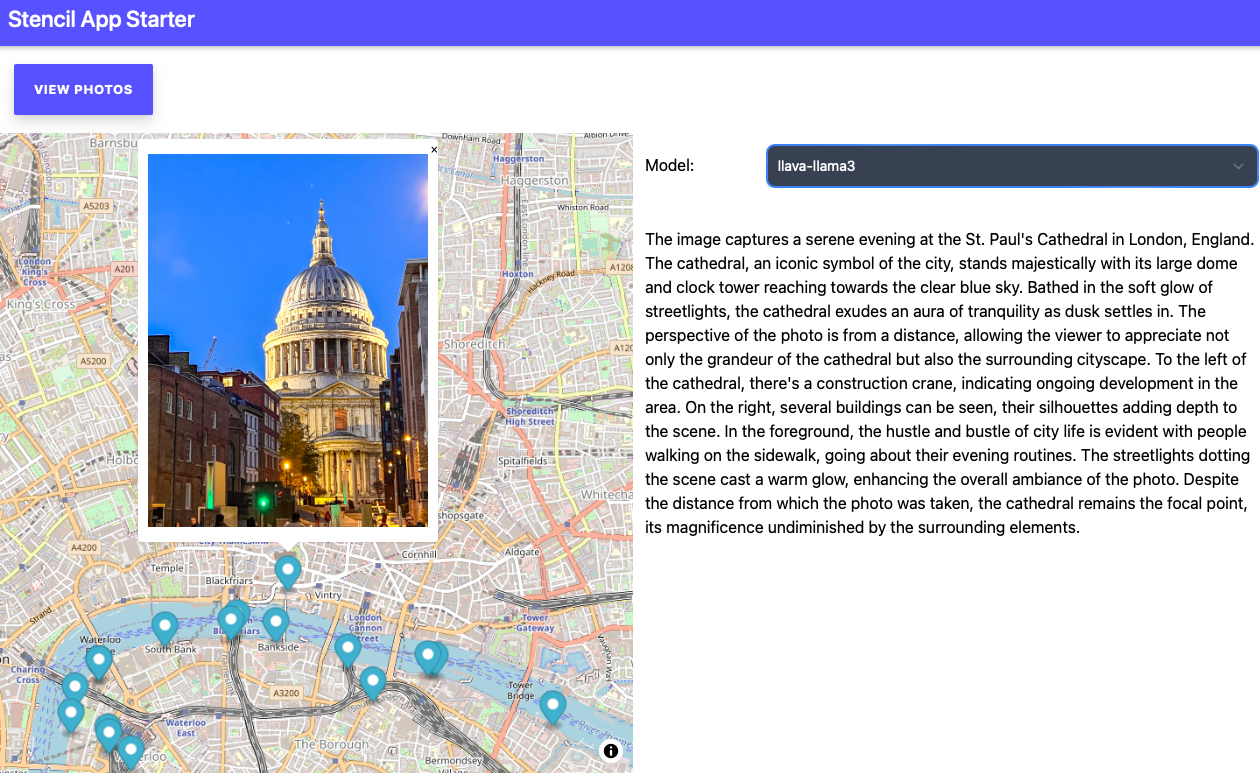 Stencil App Starter
VIEW PHOTOS
Model:
llava-llama3
The image captures a serene evening at the St. Paul's Cathedral in London, England.
The cathedral, an iconic symbol of the city, stands majestically with its large dome
and clock tower reaching towards the clear blue sky. Bathed in the soft glow of
streetlights, the cathedral exudes an aura of tranquility as dusk settles in. The
perspective of the photo is from a distance, allowing the viewer to appreciate not
only the grandeur of the cathedral but also the surrounding cityscape. To the left of
the cathedral, there's a construction crane, indicating ongoing development in the
area. On the right, several buildings can be seen, their silhouettes adding depth to
the scene. In the foreground, the hustle and bustle of city life is evident with people
walking on the sidewalk, going about their evening routines. The streetlights dotting
the scene cast a warm glow, enhancing the overall ambiance of the photo. Despite
the distance from which the photo was taken, the cathedral remains the focal point,
its magnificence undiminished by the surrounding elements.
×
Barnsbu
Downham Road
Albion Drive
Haggerston
Haggerston
A5203
Whiston Road
London
King's
Cross
A201
Hoxton
Hackney Road
A1208
King's Cross
A5200
Shoreditch
A120
Shoreditch
High Street
Holbo
Spitalfields
Whitecha
shopsgate
City Thameslink
A4200
Cornhill
Aldgate
Temple
Blackfriars
Vintry
Strand
London
Cannon
Street
Tower
Gateway
Waterloo
South Bank
Bankside
Charing
Cross
Tower
Bridge
A3200
Waterloo
East
The Borough
Bermondsey
Village